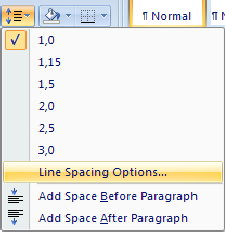 ¶ Normal ¶
1,0
1,15
1,5
2,0
2,5
3,0
Line Spacing Options...
Add Space Before Paragraph
Add Space After Paragraph